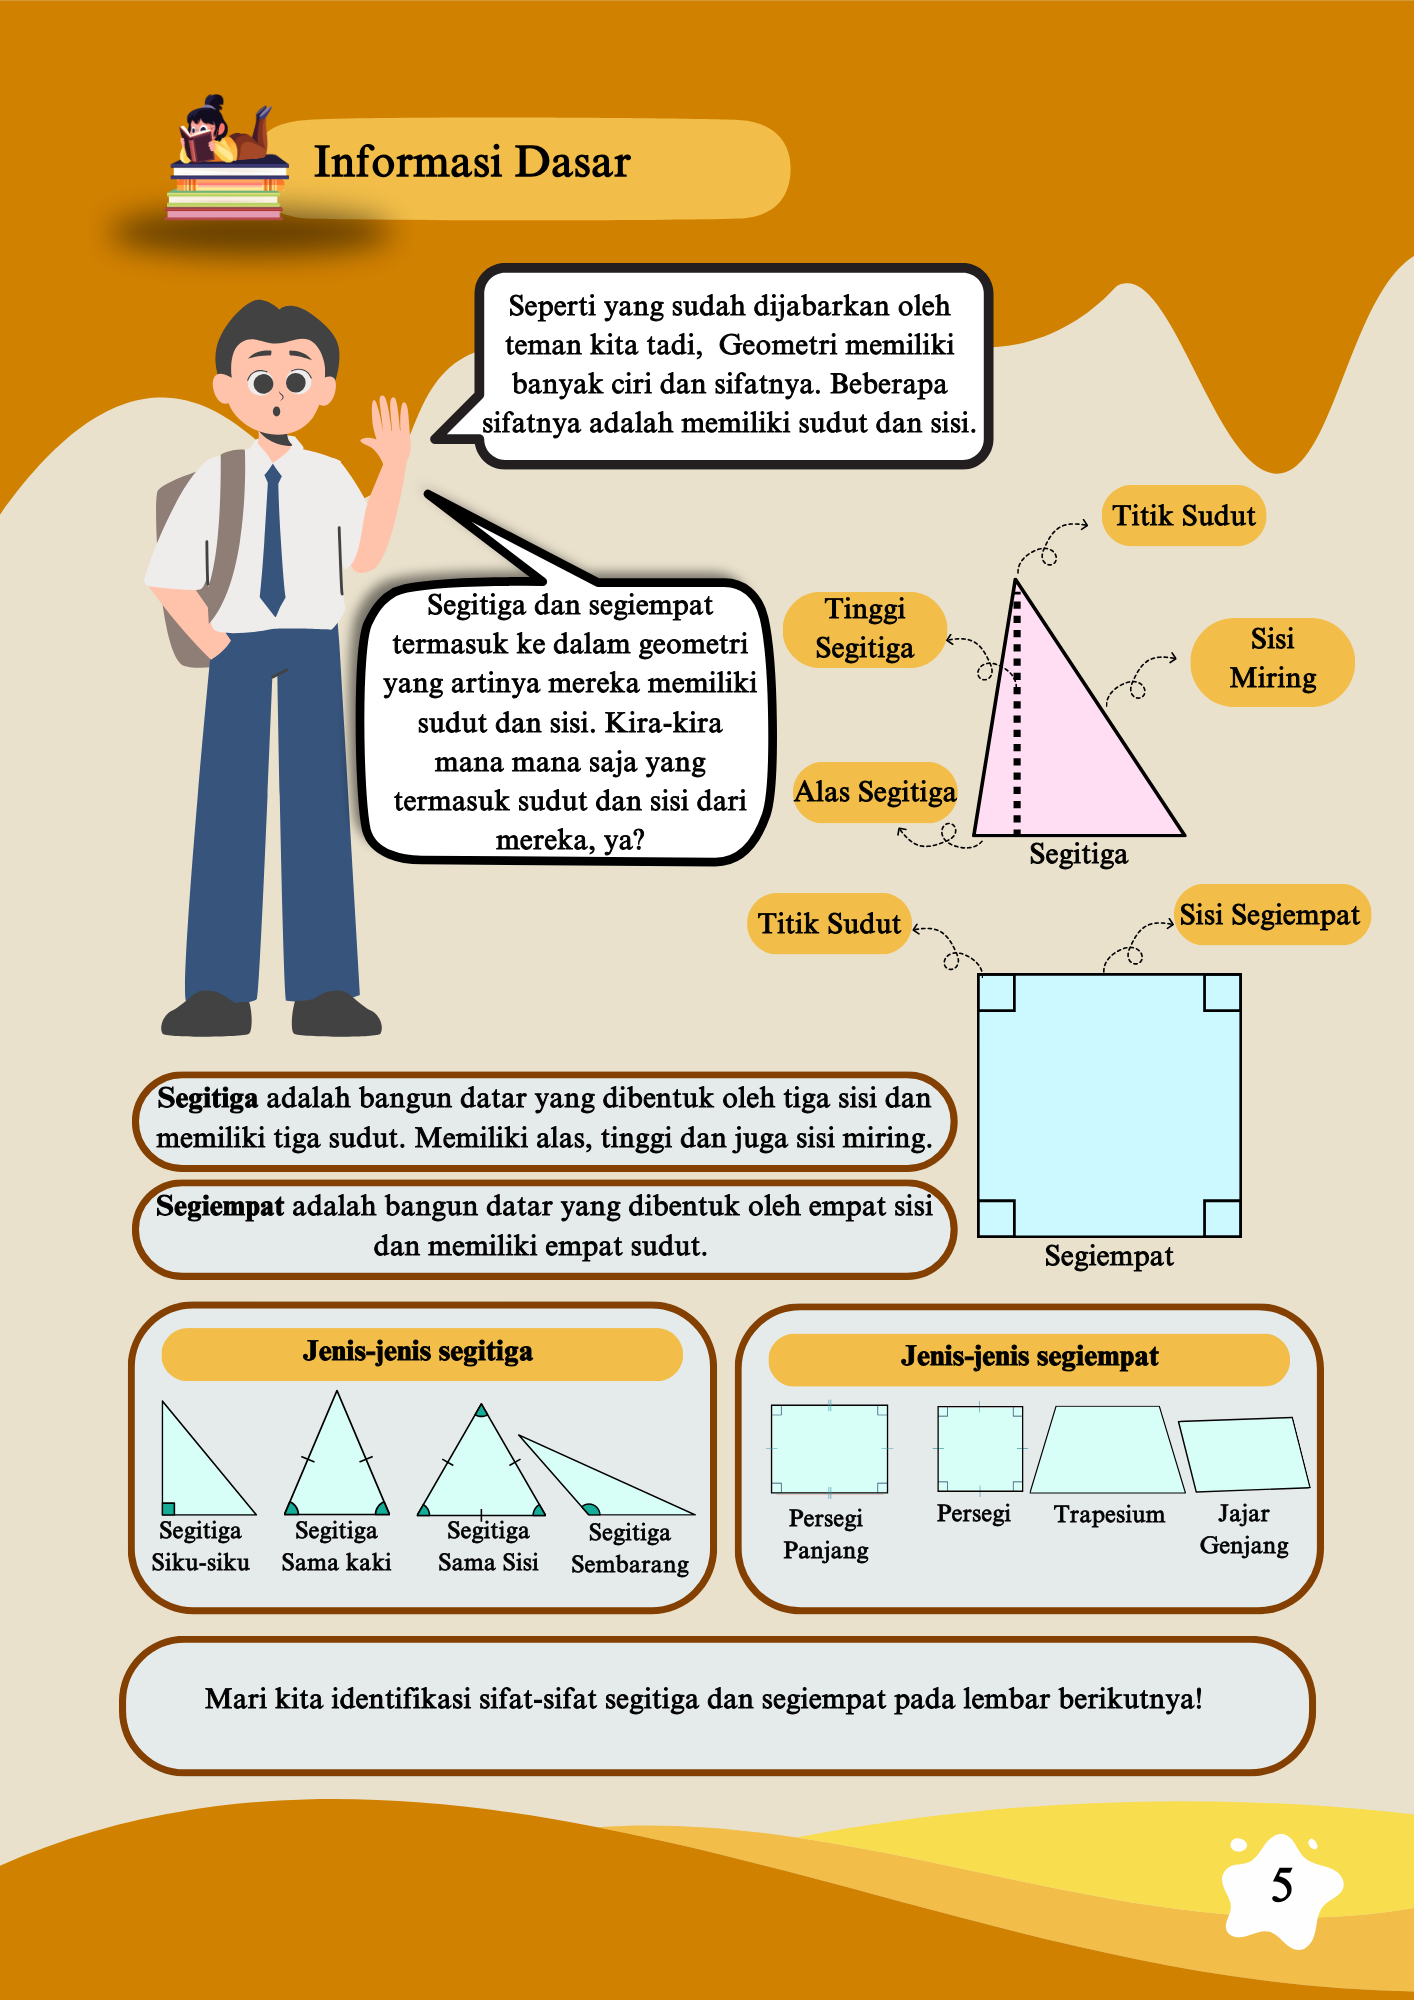 Informasi Dasar
Seperti yang sudah dijabarkan oleh
teman kita tadi,  Geometri memiliki
banyak ciri dan sifatnya. Beberapa
sifatnya adalah memiliki sudut dan sisi.
Segitiga dan segiempat
termasuk ke dalam geometri
yang artinya mereka memiliki
sudut dan sisi. Kira-kira
mana mana saja yang
termasuk sudut dan sisi dari
mereka, ya?
Titik Sudut
Tinggi
Segitiga
Sisi
Miring
Alas Segitiga
Segitiga
Titik Sudut
Sisi Segiempat
Segiempat
Segitiga adalah bangun datar yang dibentuk oleh tiga sisi dan
memiliki tiga sudut. Memiliki alas, tinggi dan juga sisi miring.
Segiempat adalah bangun datar yang dibentuk oleh empat sisi
dan memiliki empat sudut.
Jenis-jenis segitiga
Segitiga
Siku-siku
Segitiga
Sama kaki
Segitiga
Sama Sisi
Segitiga
Sembarang
Jenis-jenis segiempat
Persegi
Panjang
Persegi
Trapesium
Jajar
Genjang
Mari kita identifikasi sifat-sifat segitiga dan segiempat pada lembar berikutnya!
5